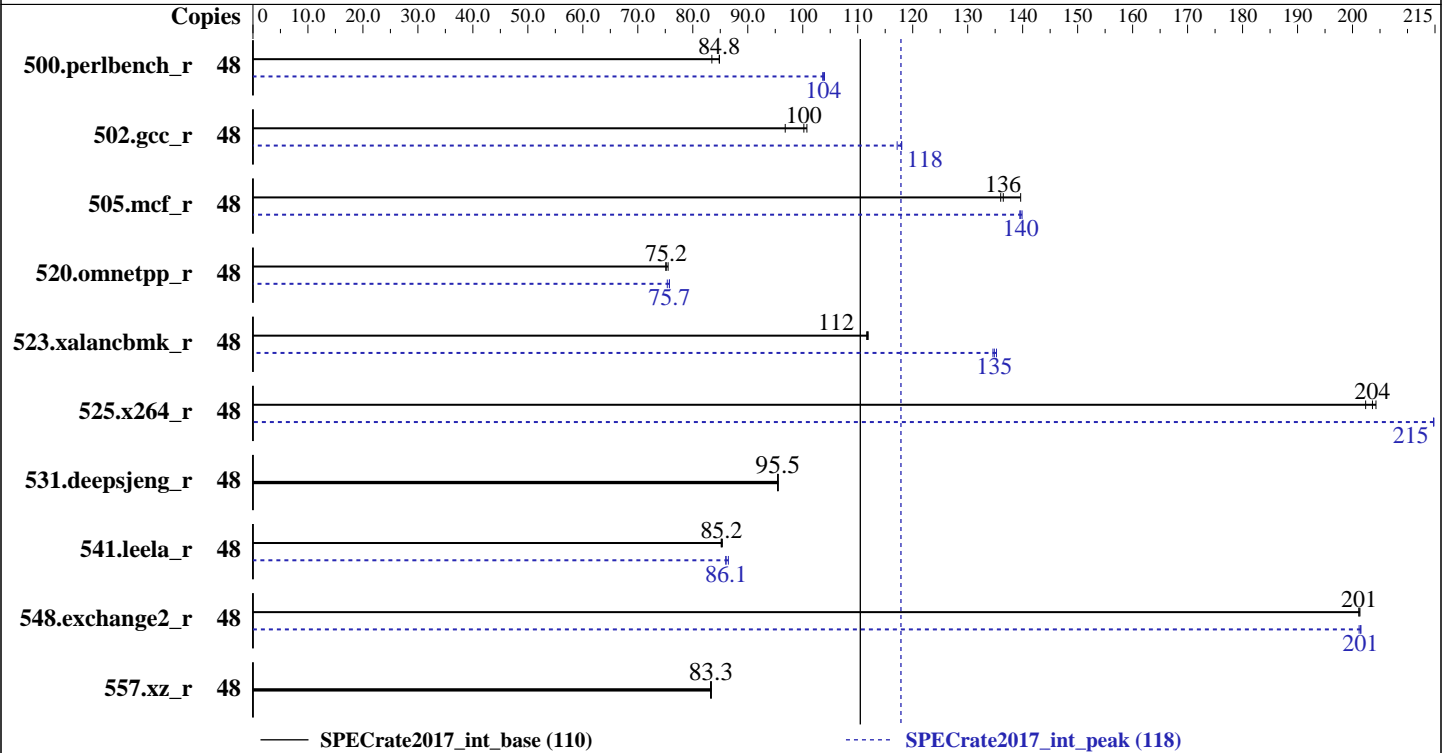 Copies 0 10.0 20.0 30.0 40.0 50.0 60.0 70.0 80.0 90.0 100 110 120 130 140 150 160 170 180 190 200 215
500.perlbench_r 48 84.8
104
502.gcc_r 48 100
118
505.mcf_r 48 136
140
520.omnetpp_r 48 75.2
75.7
523.xalancbmk_r 48 112
135
525.x264_r 48 204
215
531.deepsjeng_r 48 95.5
541.leela_r 48 85.2
86.1
548.exchange2_r 48 201
201
557.xz_r 48 83.3
SPECrate2017_int_base (110) SPECrate2017_int_peak (118)